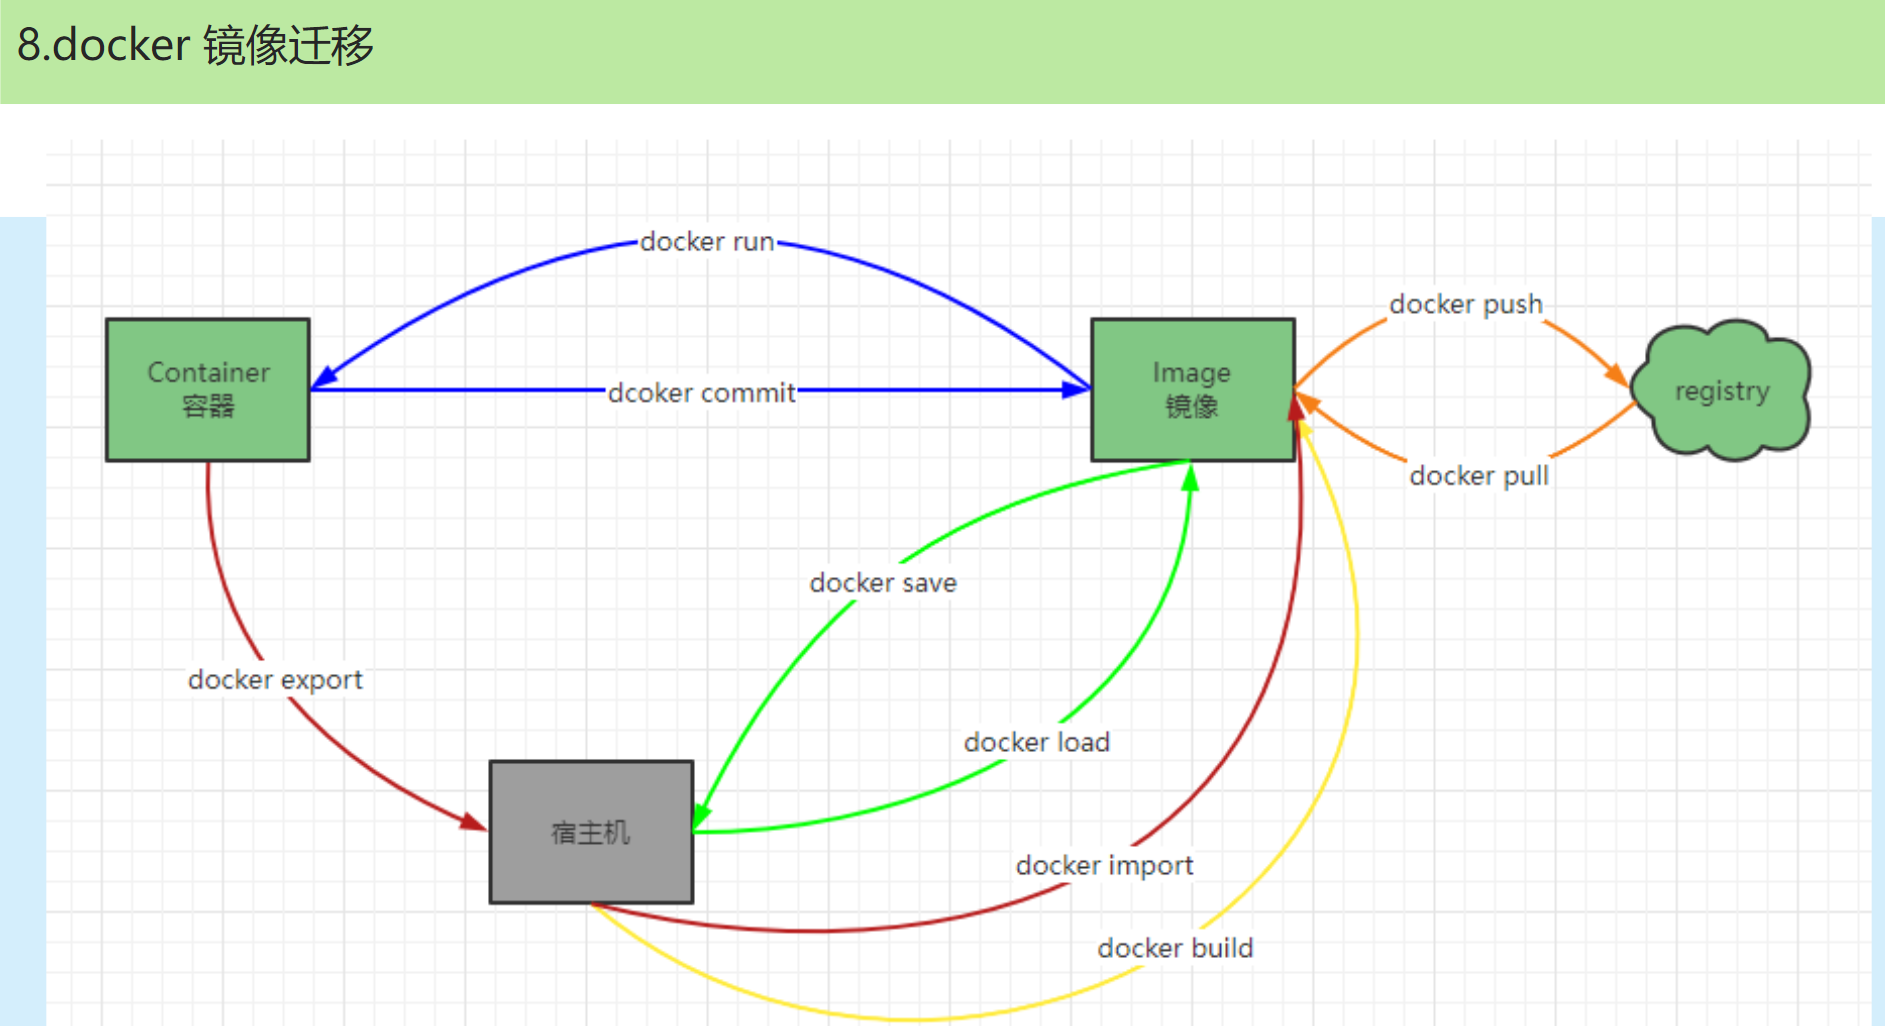 8.docker 镜像迁移
docker run
docker push
Container
容器
dcoker commit
Image
镜像
registry
docker pull
docker save
docker export
docker load
宿主机
docker import
docker build